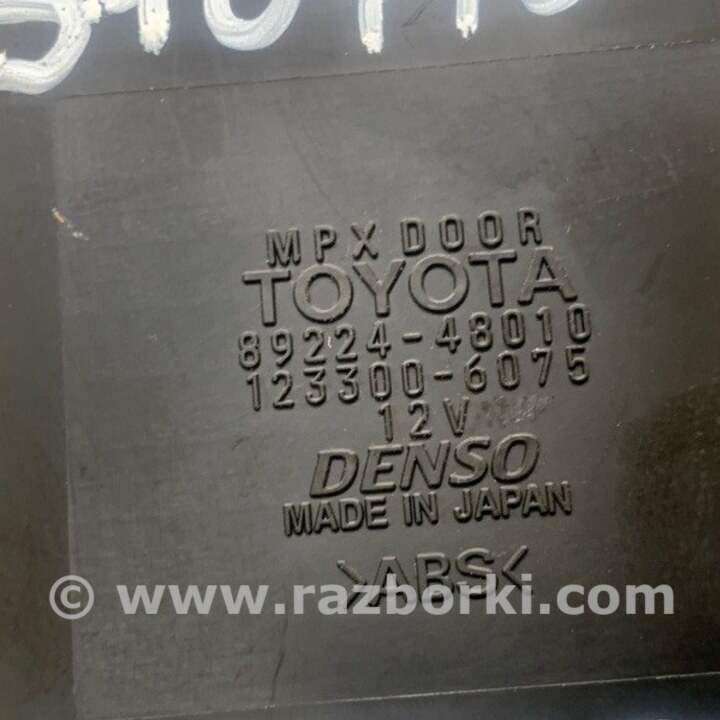 MPX DOOR
TOYOTA
89224-48010
123300-6075
12V
DENSO
MADE IN JAPAN
>ABS<
© www.razborki.com